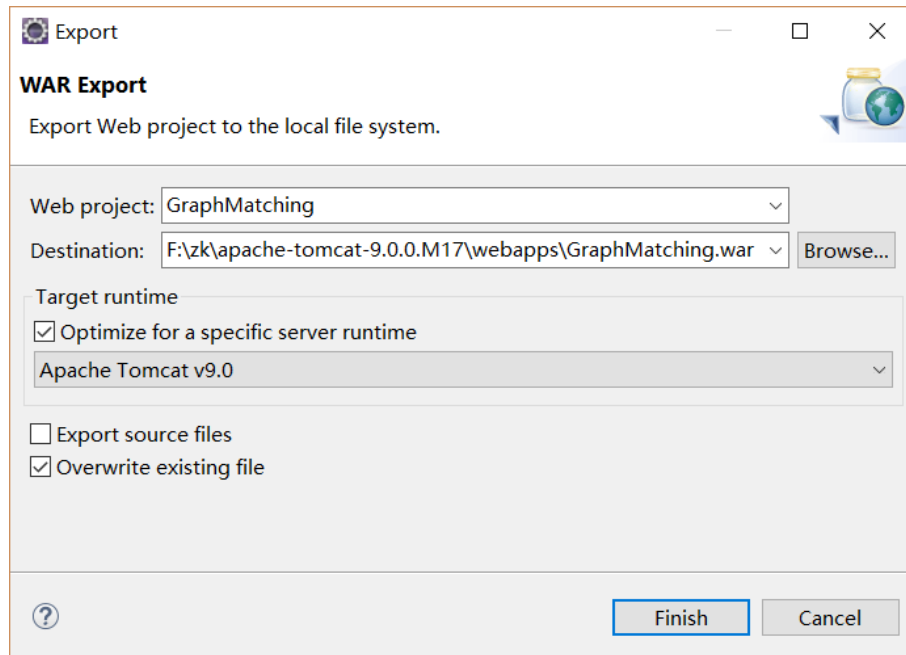 Export
WAR Export
Export Web project to the local file system.
Web project: GraphMatching
Destination: F:\zk\apache-tomcat-9.0.0.M17\webapps\GraphMatching.war Browse...
Target runtime
Optimize for a specific server runtime
Apache Tomcat v9.0
Export source files
Overwrite existing file
? Finish Cancel